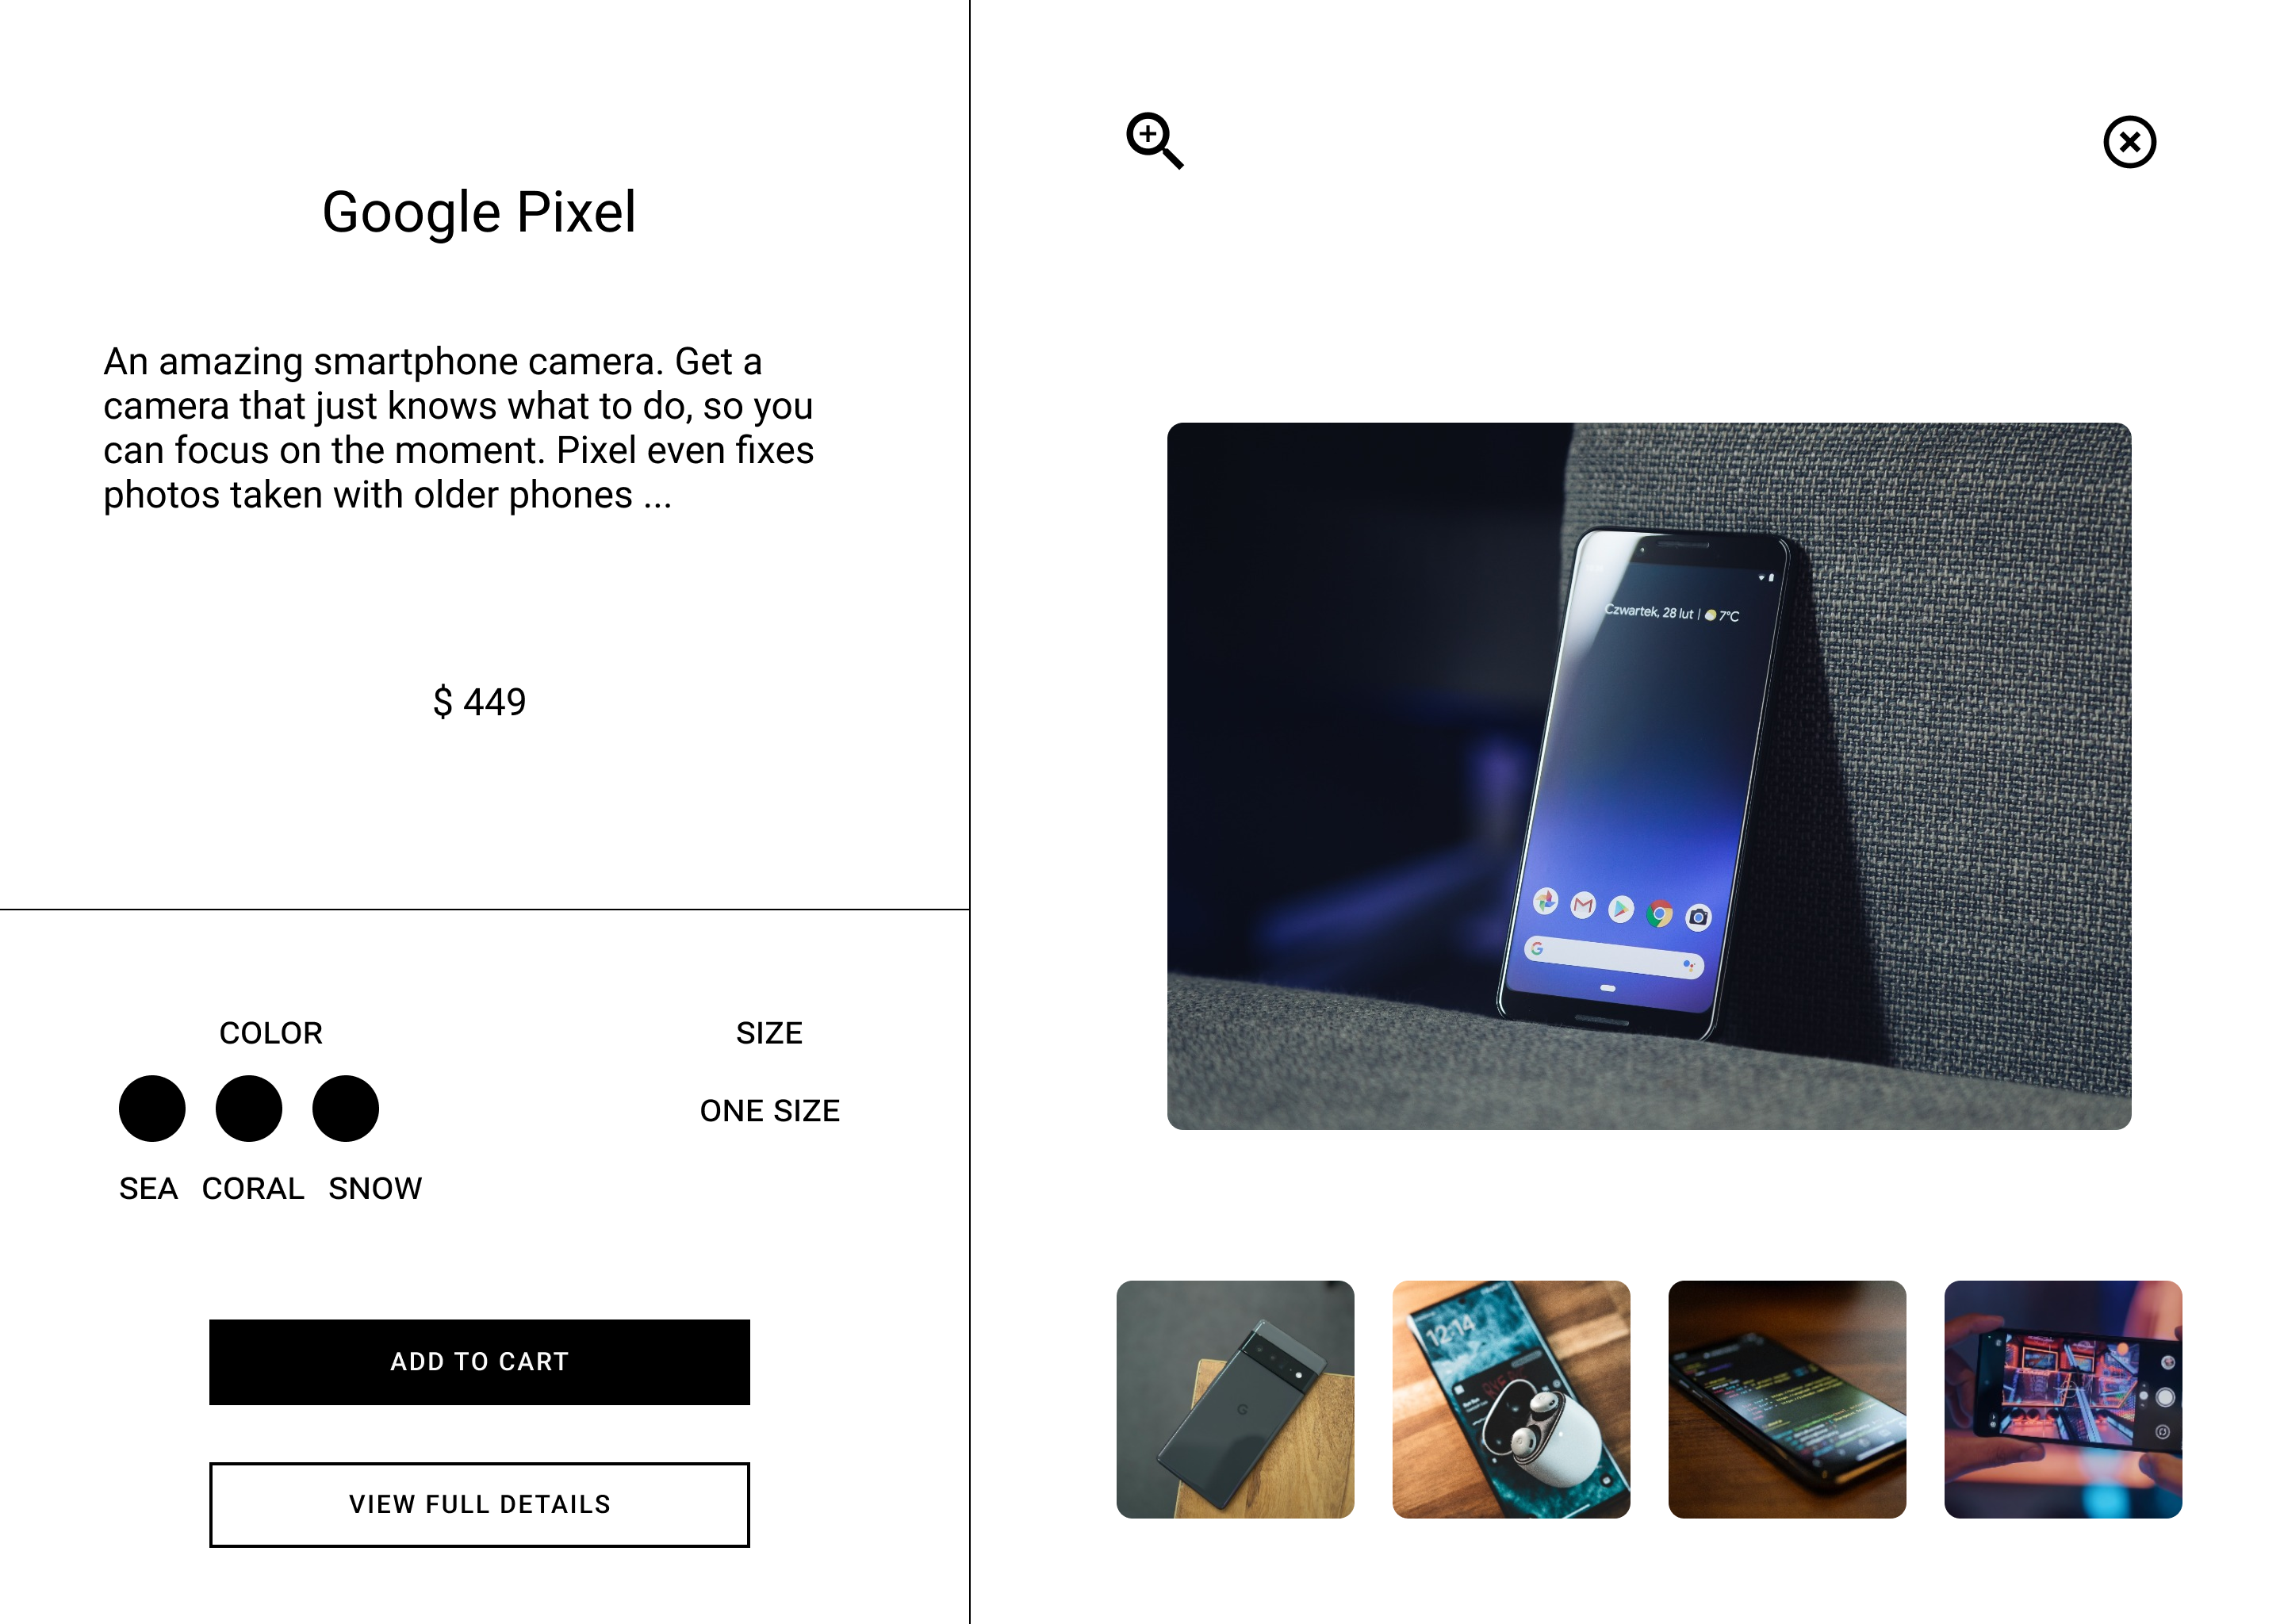 Google Pixel
An amazing smartphone camera. Get a
camera that just knows what to do, so you
can focus on the moment. Pixel even fixes
photos taken with older phones ...
$ 449
COLOR
SIZE
ONE SIZE
SEA CORAL SNOW
ADD TO CART
VIEW FULL DETAILS
Czwartek, 28 lut | 7°C
12:14